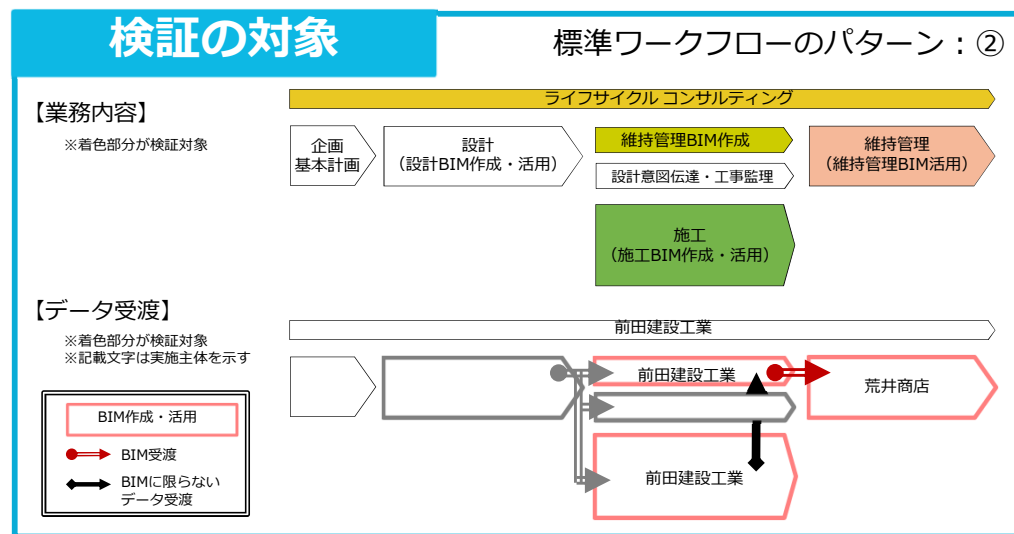 検証の対象
標準ワークフローのパターン：②
【業務内容】
※着色部分が検証対象
ライフサイクル コンサルティング
企画
基本計画
設計
（設計BIM作成・活用）
維持管理BIM作成
設計意図伝達・工事監理
維持管理
（維持管理BIM活用）
施工
（施工BIM作成・活用）
【データ受渡】
※着色部分が検証対象
※記載文字は実施主体を示す
前田建設工業
前田建設工業
荒井商店
前田建設工業
BIM作成・活用
BIM受渡
BIMに限らない
データ受渡